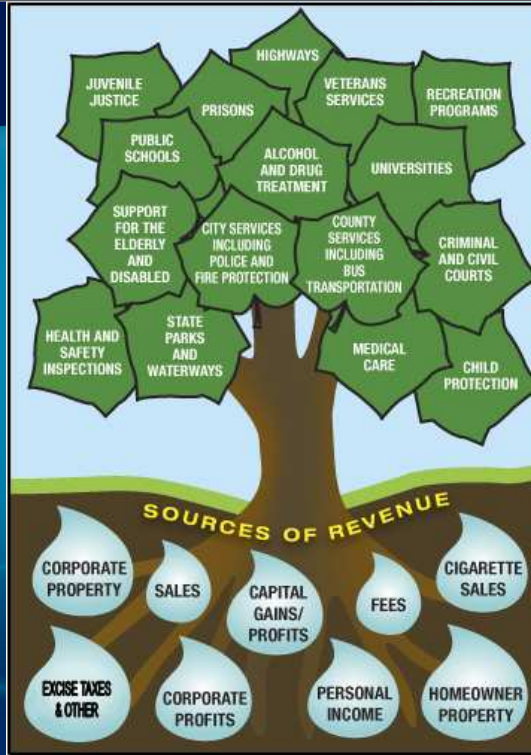 HIGHWAYS
JUVENILE
JUSTICE
PRISONS
VETERANS
SERVICES
RECREATION
PROGRAMS
PUBLIC
SCHOOLS
ALCOHOL
AND DRUG
TREATMENT
UNIVERSITIES
SUPPORT
FOR THE
ELDERLY
AND
DISABLED
CITY SERVICES
INCLUDING
POLICE AND
FIRE PROTECTION
COUNTY
SERVICES
INCLUDING
BUS
TRANSPORTATION
CRIMINAL
AND CIVIL
COURTS
HEALTH AND
SAFETY
INSPECTIONS
STATE
PARKS
AND
WATERWAYS
MEDICAL
CARE
CHILD
PROTECTION
SOURCES OF REVENUE
CORPORATE
PROPERTY
SALES
CAPITAL
GAINS/
PROFITS
FEES
CIGARETTE
SALES
EXCISE TAXES
& OTHER
CORPORATE
PROFITS
PERSONAL
INCOME
HOMEOWNER
PROPERTY